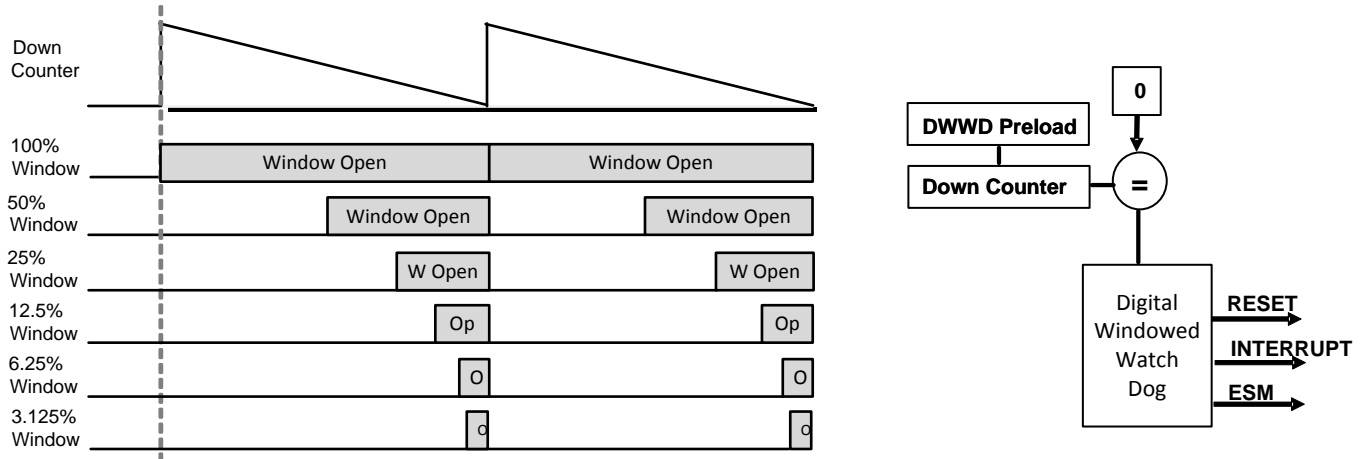 Down
Counter
100%
Window
Window Open
Window Open
50%
Window
Window Open
Window Open
25%
Window
W Open
W Open
12.5%
Window
Op
Op
6.25%
Window
O
O
3.125%
Window
O
O
0
DWWD Preload
Down Counter
=
Digital
Windowed
Watch
Dog
RESET
INTERRUPT
ESM